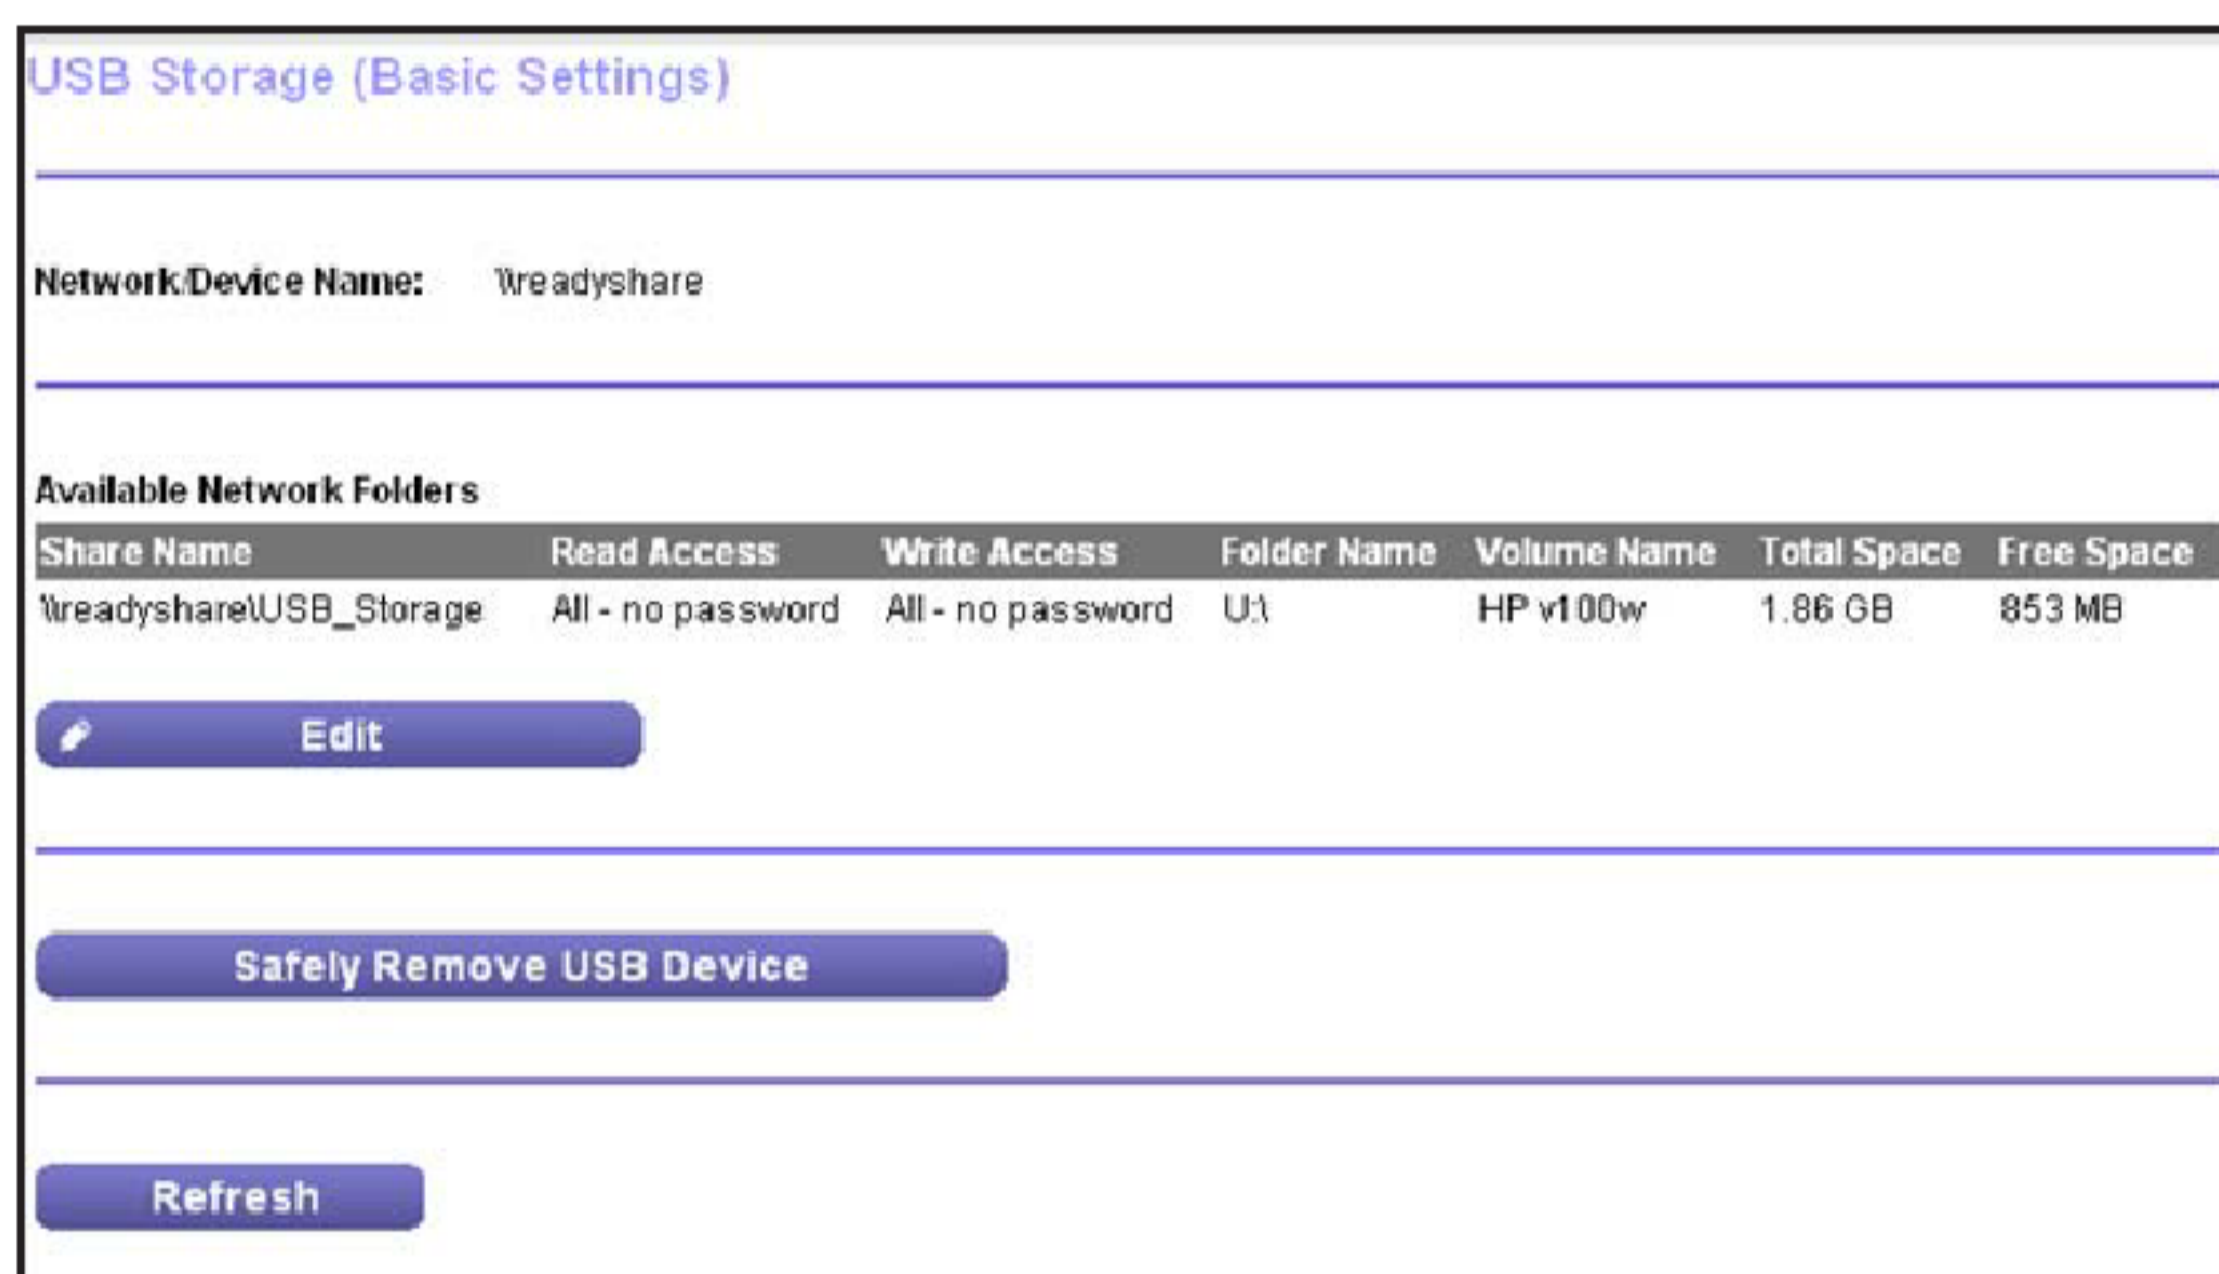 USB Storage (Basic Settings)
Network/Device Name: \\readyshare
Available Network Folders
Share Name Read Access Write Access Folder Name Volume Name Total Space Free Space
\\readyshare\USB_Storage All - no password All - no password U:\ HP v100w 1.86 GB 853 MB
Edit
Safely Remove USB Device
Refresh